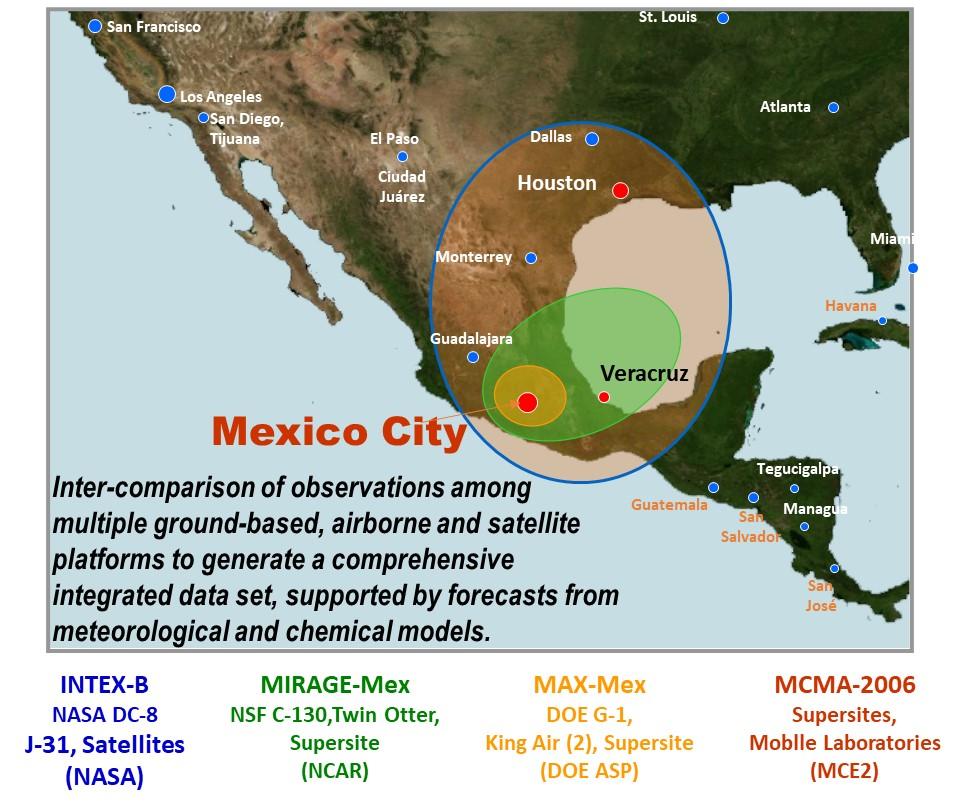 San Francisco
St. Louis
Los Angeles
San Diego,
Tijuana
Atlanta
El Paso
Ciudad
Juárez
Dallas
Houston
Miami
Monterrey
Havana
Guadalajara
Veracruz
Mexico City
Tegucigalpa
Guatemala
Managua
San
Salvador
San
José
Inter-comparison of observations among
multiple ground-based, airborne and satellite
platforms to generate a comprehensive
integrated data set, supported by forecasts from
meteorological and chemical models.
INTEX-B
NASA DC-8
J-31, Satellites
(NASA)
MIRAGE-Mex
NSF C-130,Twin Otter,
Supersite
(NCAR)
MAX-Mex
DOE G-1,
King Air (2), Supersite
(DOE ASP)
MCMA-2006
Supersites,
Moblle Laboratories
(MCE2)